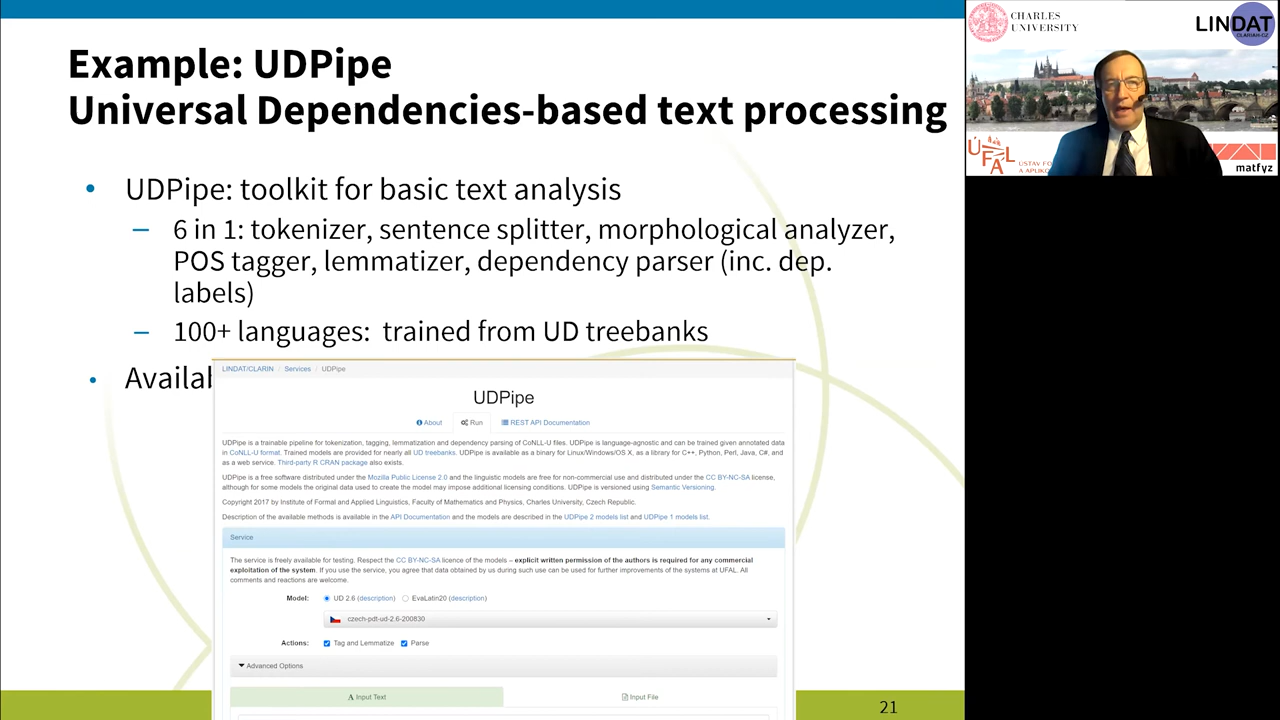 Example: UDPipe
Universal Dependencies-based text processing
• UDPipe: toolkit for basic text analysis
– 6 in 1: tokenizer, sentence splitter, morphological analyzer,
POS tagger, lemmatizer, dependency parser (inc. dep.
labels)
– 100+ languages: trained from UD treebanks
•
LINDAT/CLARIN / Services / UDPipe
UDPipe
About Run REST API Documentation
UDPipe is a trainable pipeline for tokenization, tagging, lemmatization and dependency parsing of CoNLL-U files. UDPipe is language-agnostic and can be trained given annotated data
in CoNLL-U format. Trained models are provided for nearly all UD treebanks. UDPipe is available as a binary for Linux/Windows/OS X, as a library for C++, Python, Perl, Java, C#, and
as a web service. Third-party R CRAN package also exists.
UDPipe is a free software distributed under the Mozilla Public License 2.0 and the linguistic models are free for non-commercial use and distributed under the CC BY-NC-SA license,
although for some models the original data used to create the model may impose additional licensing conditions. UDPipe is versioned using Semantic Versioning.
Copyright 2017 by Institute of Formal and Applied Linguistics, Faculty of Mathematics and Physics, Charles University, Czech Republic.
Description of the available methods is available in the API Documentation and the models are described in the UDPipe 2 models list and UDPipe 1 models list.
Service
The service is freely available for testing. Respect the CC BY-NC-SA licence of the models – explicit written permission of the authors is required for any commercial
exploitation of the system. If you use the service, you agree that data obtained by us during such use can be used for further improvements of the systems at UFAL. All
comments and reactions are welcome.
Model: UD 2.6 (description) EvaLatin20 (description)
czech-pdt-ud-2.6-200830
Actions: Tag and Lemmatize Parse
Advanced Options
A Input Text Input File
21
CHARLES
UNIVERSITY
LINDAT
CLARIAH-CZ
ÚFAL
matfyz